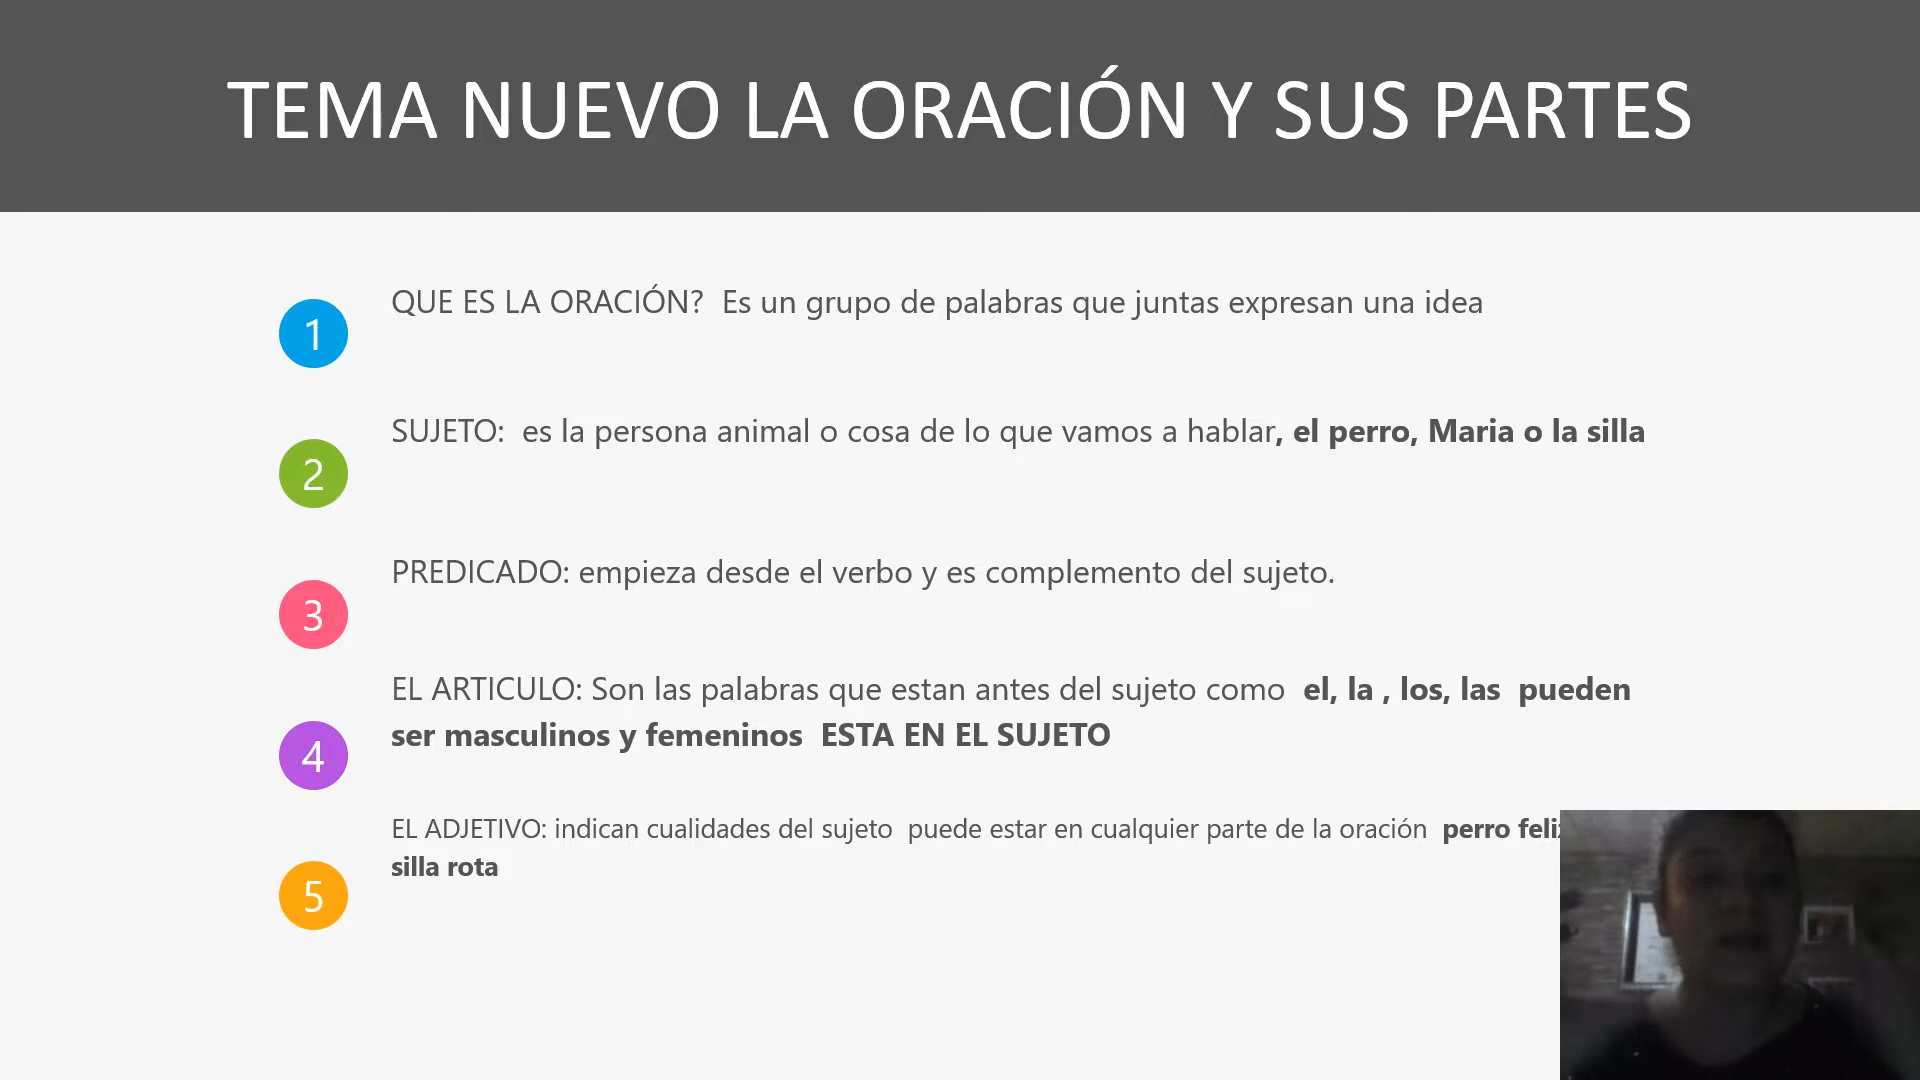 TEMA NUEVO LA ORACIÓN Y SUS PARTES
1
QUE ES LA ORACIÓN?  Es un grupo de palabras que juntas expresan una idea
2
SUJETO:  es la persona animal o cosa de lo que vamos a hablar, el perro, Maria o la silla
3
PREDICADO: empieza desde el verbo y es complemento del sujeto.
4
EL ARTICULO: Son las palabras que estan antes del sujeto como  el, la , los, las  pueden
ser masculinos y femeninos  ESTA EN EL SUJETO
5
EL ADJETIVO: indican cualidades del sujeto  puede estar en cualquier parte de la oración  perro feliz
silla rota